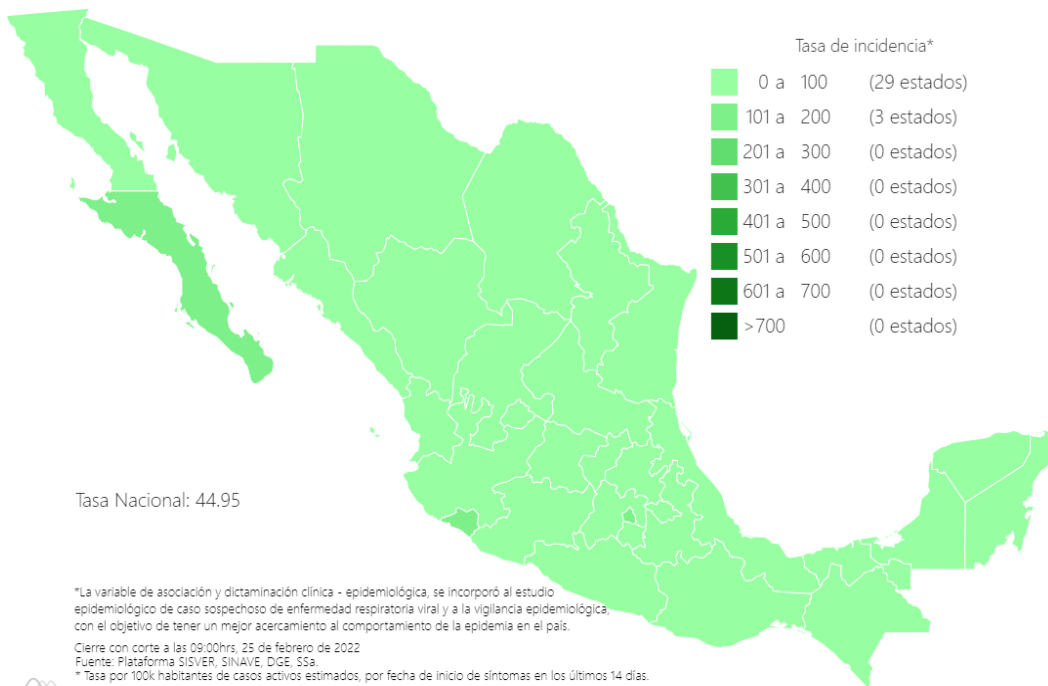 Tasa de incidencia*
0 a 100 (29 estados)
101 a 200 (3 estados)
201 a 300 (0 estados)
301 a 400 (0 estados)
401 a 500 (0 estados)
501 a 600 (0 estados)
601 a 700 (0 estados)
>700 (0 estados)
Tasa Nacional: 44.95
*La variable de asociación y dictaminación clínica - epidemiológica, se incorporó al estudio
epidemiológico de caso sospechoso de enfermedad respiratoria viral y a la vigilancia epidemiológica,
con el objetivo de tener un mejor acercamiento al comportamiento de la epidemia en el país.
Cierre con corte a las 09:00hrs, 25 de febrero de 2022
Fuente: Plataforma SISVER, SINAVE, DGE, SSa.
* Tasa por 100k habitantes de casos activos estimados, por fecha de inicio de síntomas en los últimos 14 días.